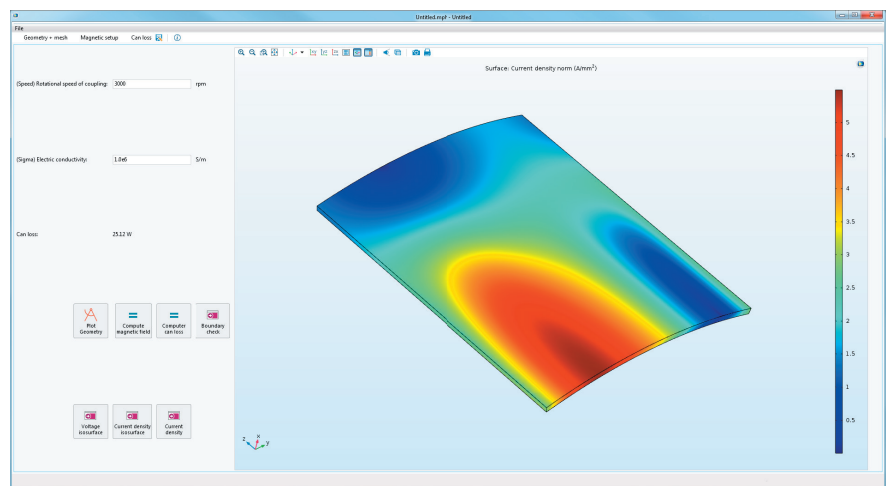 Untitled.mpf - Untitled
File
Geometry + mesh Magnetic setup Can loss
Surface: Current density norm (A/mm²)
(Speed) Rotational speed of coupling: 3000 rpm
(Sigma) Electric conductivity: 1.0e6 S/m
Can loss: 25.12 W
Plot Geometry
Compute magnetic field
Computer can loss
Boundary check
Voltage isosurface
Current density isosurface
Current density
5
4.5
4
3.5
3
2.5
2
1.5
1
0.5
z x y